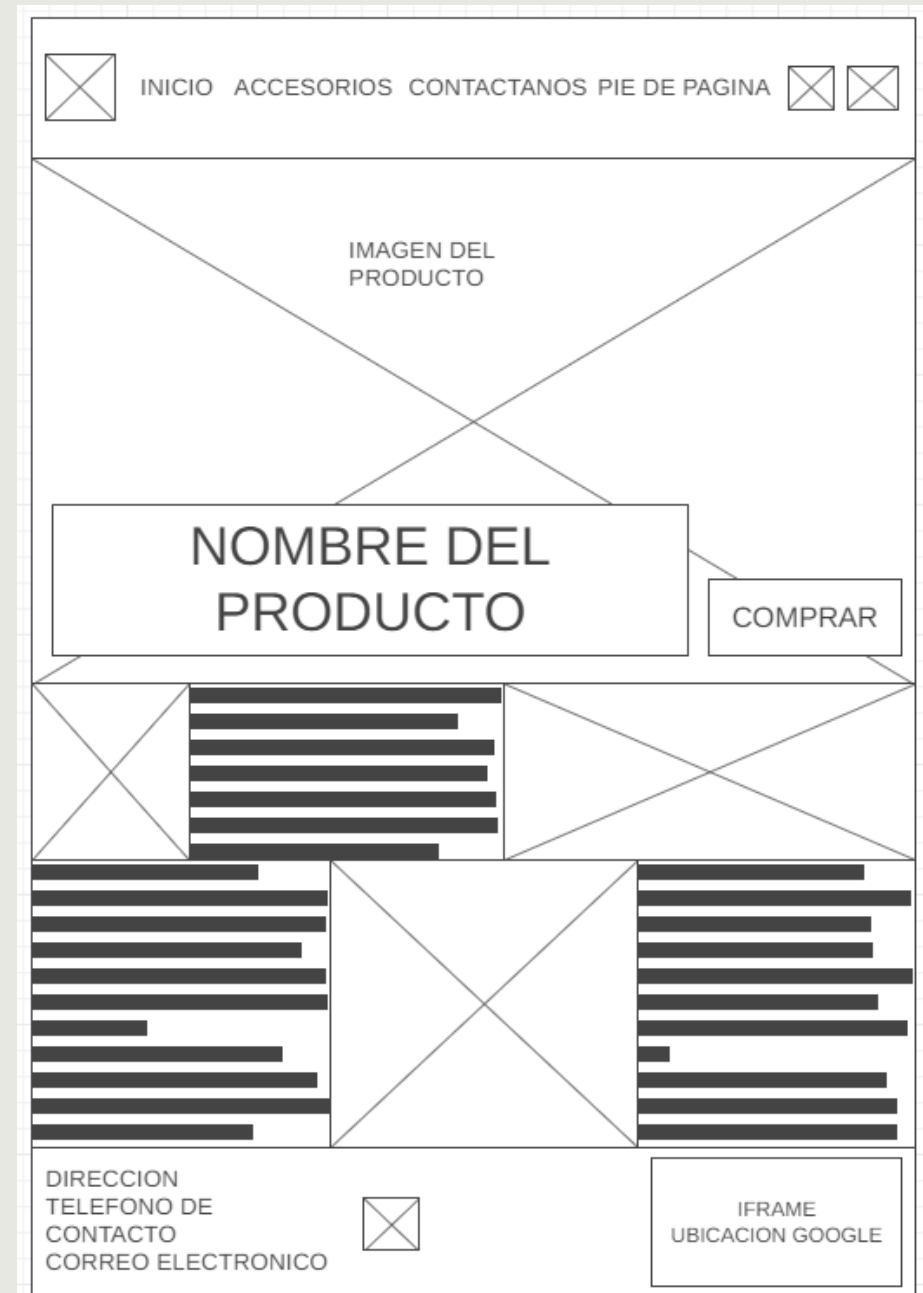 INICIO ACCESORIOS CONTACTANOS PIE DE PAGINA
IMAGEN DEL
PRODUCTO
NOMBRE DEL
PRODUCTO
COMPRAR
DIRECCION
TELEFONO DE
CONTACTO
CORREO ELECTRONICO
IFRAME
UBICACION GOOGLE